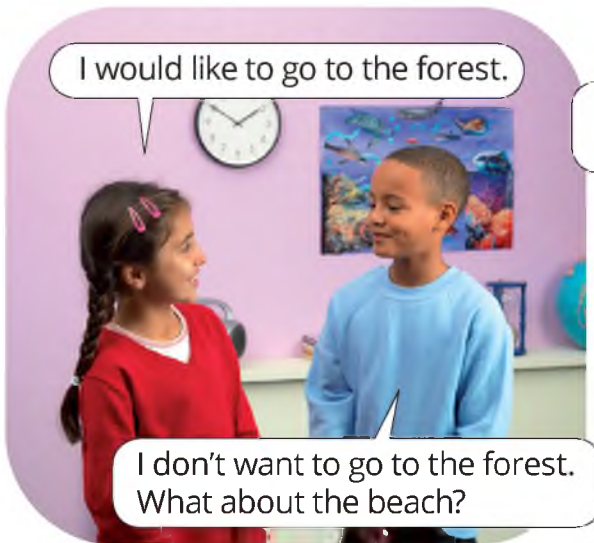 I would like to go to the forest.
I don't want to go to the forest.
What about the beach?